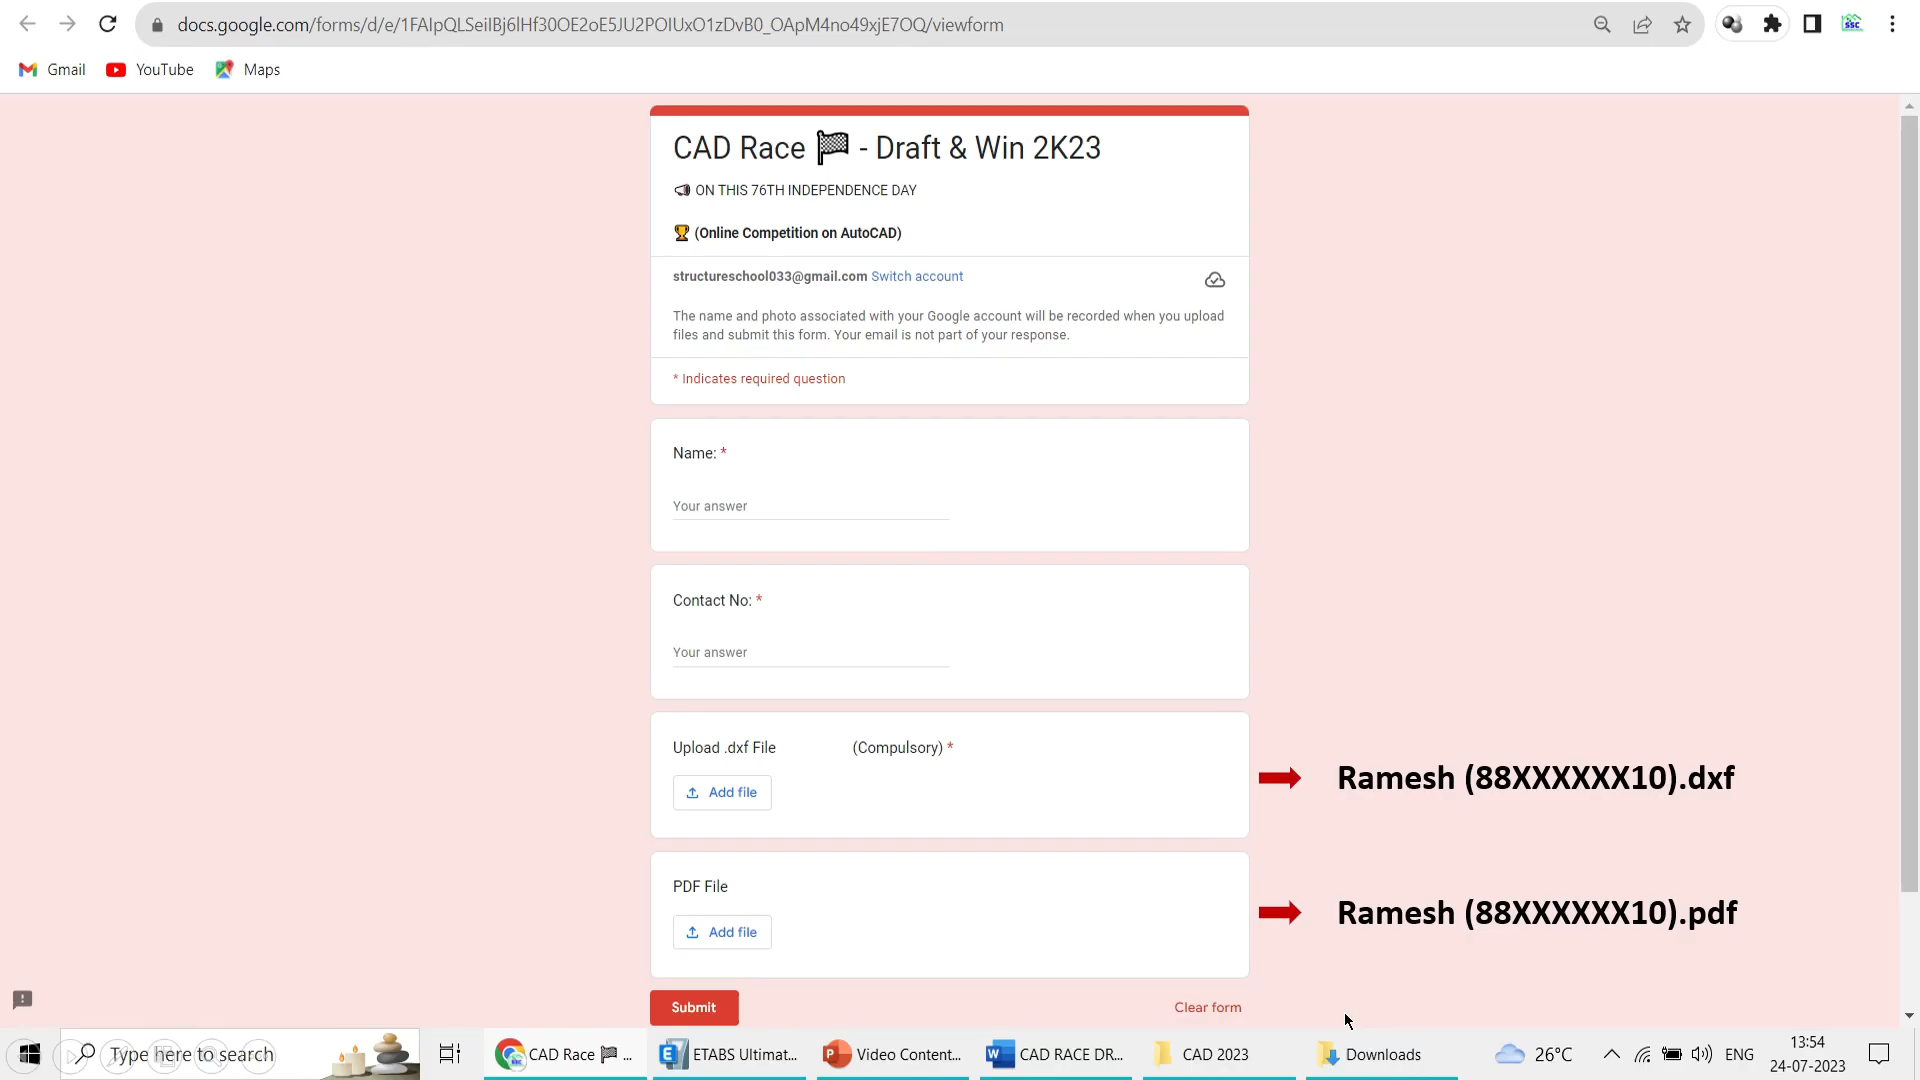 docs.google.com/forms/d/e/1FAIpQLSeiIBj6lHf30OE2oE5JU2POIUxO1zDvB0_OApM4no49xjE7OQ/viewform
SSC
Gmail YouTube Maps
CAD Race 🏁 - Draft & Win 2K23
📢 ON THIS 76TH INDEPENDENCE DAY
🏆 (Online Competition on AutoCAD)
structureschool033@gmail.com Switch account
The name and photo associated with your Google account will be recorded when you upload
files and submit this form. Your email is not part of your response.
* Indicates required question
Name: *
Your answer
Contact No: *
Your answer
Upload .dxf File (Compulsory) *
Add file
Ramesh (88XXXXXX10).dxf
PDF File
Add file
Ramesh (88XXXXXX10).pdf
Submit
Clear form
Type here to search
CAD Race 🏁 ...
ETABS Ultimat...
Video Content...
CAD RACE DR...
CAD 2023
Downloads
26°C
ENG
13:54
24-07-2023